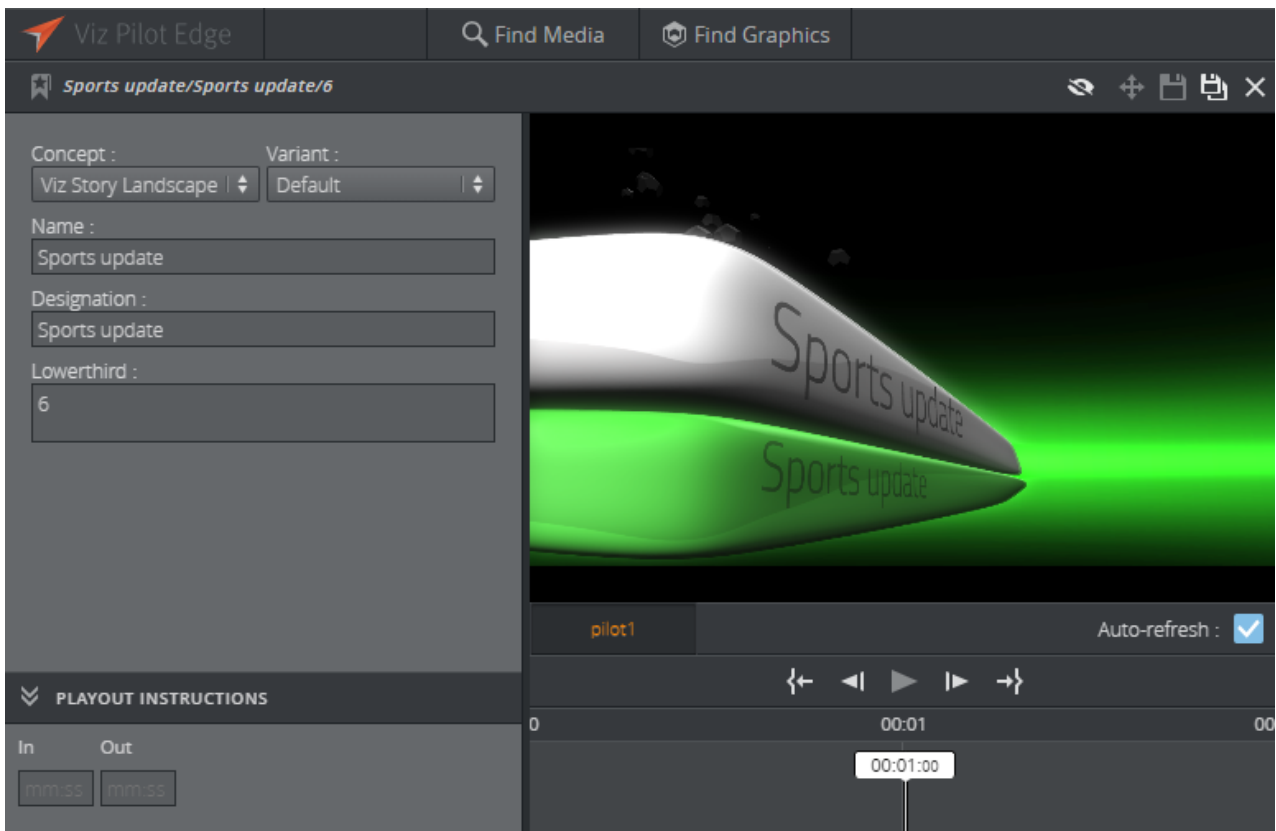 Viz Pilot Edge
Find Media
Find Graphics
Sports update/Sports update/6
Concept :
Variant :
Viz Story Landscape
Default
Name :
Sports update
Designation :
Sports update
Lowerthird :
6
Sports update
Sports update
pilot1
Auto-refresh :
PLAYOUT INSTRUCTIONS
In
Out
mm:ss
mm:ss
0
00:01
00
00:01:00